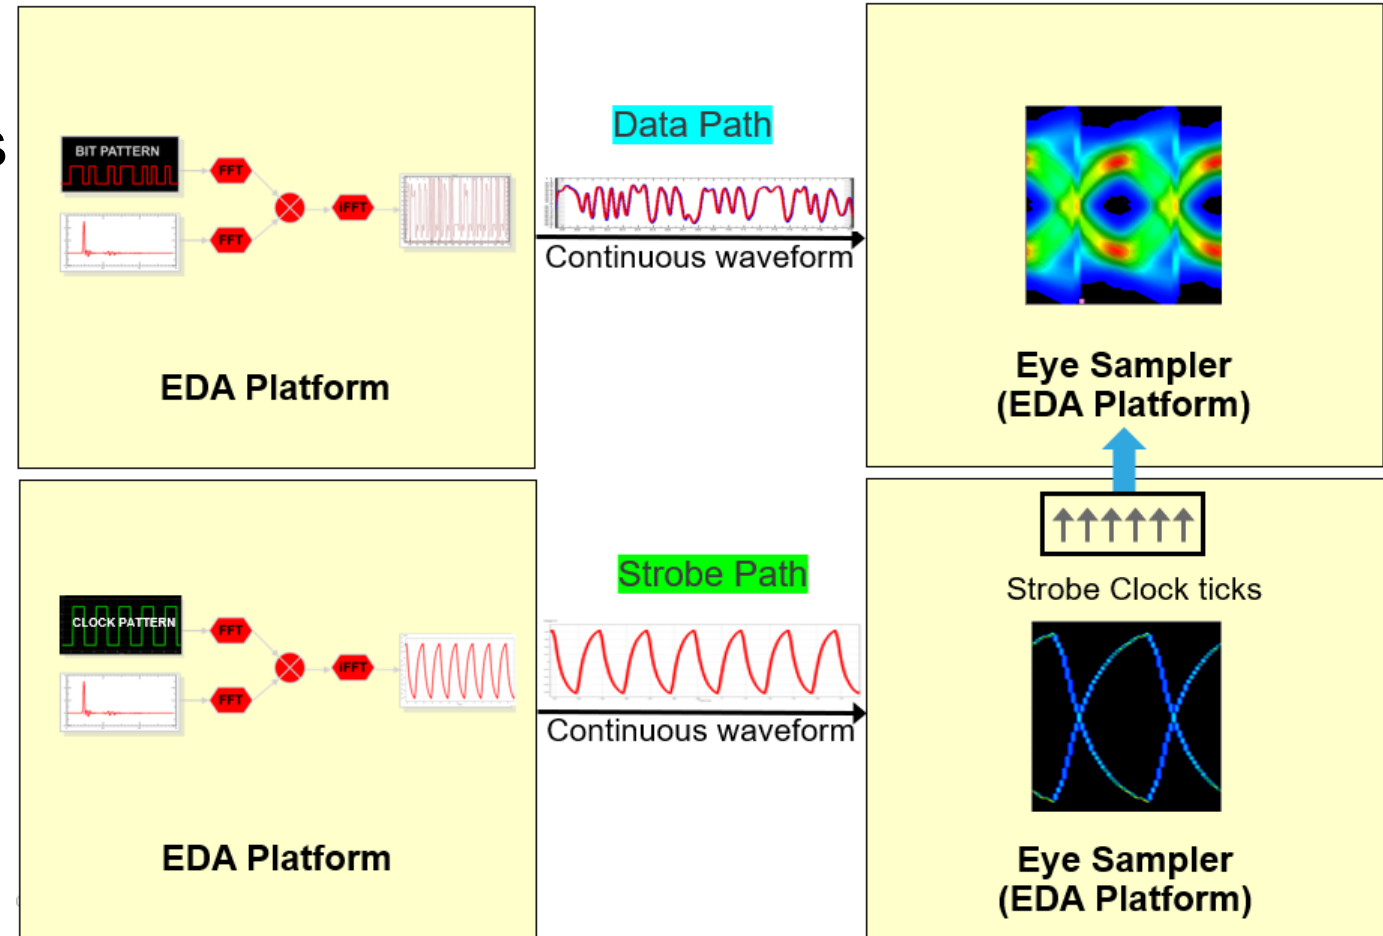 s
BIT PATTERN
FFT
FFT
iFFT
EDA Platform
Data Path
Continuous waveform
Eye Sampler
(EDA Platform)
CLOCK PATTERN
FFT
FFT
iFFT
EDA Platform
Strobe Path
Continuous waveform
Strobe Clock ticks
Eye Sampler
(EDA Platform)